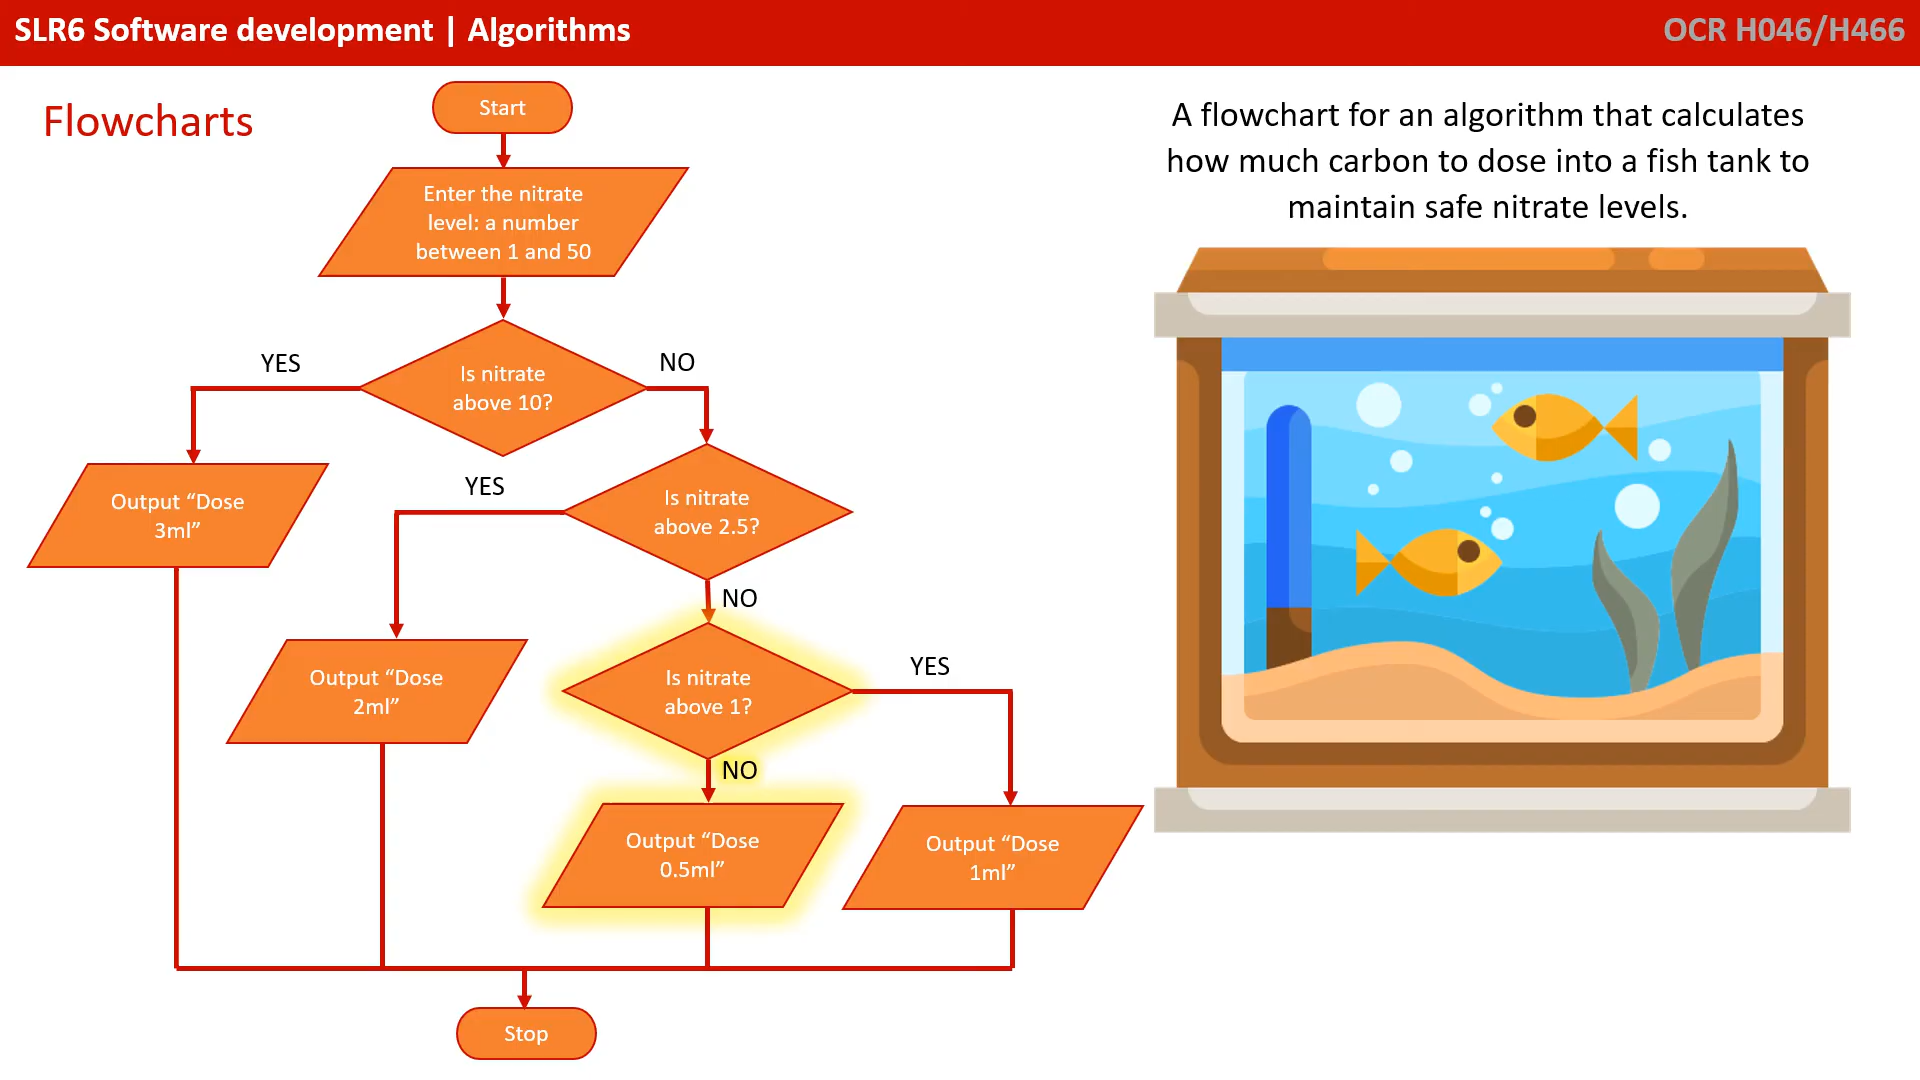 SLR6 Software development | Algorithms
OCR H046/H466
Flowcharts
A flowchart for an algorithm that calculates
how much carbon to dose into a fish tank to
maintain safe nitrate levels.
Start
Enter the nitrate
level: a number
between 1 and 50
Is nitrate
above 10?
YES
NO
Output “Dose
3ml”
Is nitrate
above 2.5?
YES
NO
Output “Dose
2ml”
Is nitrate
above 1?
YES
NO
Output “Dose
0.5ml”
Output “Dose
1ml”
Stop